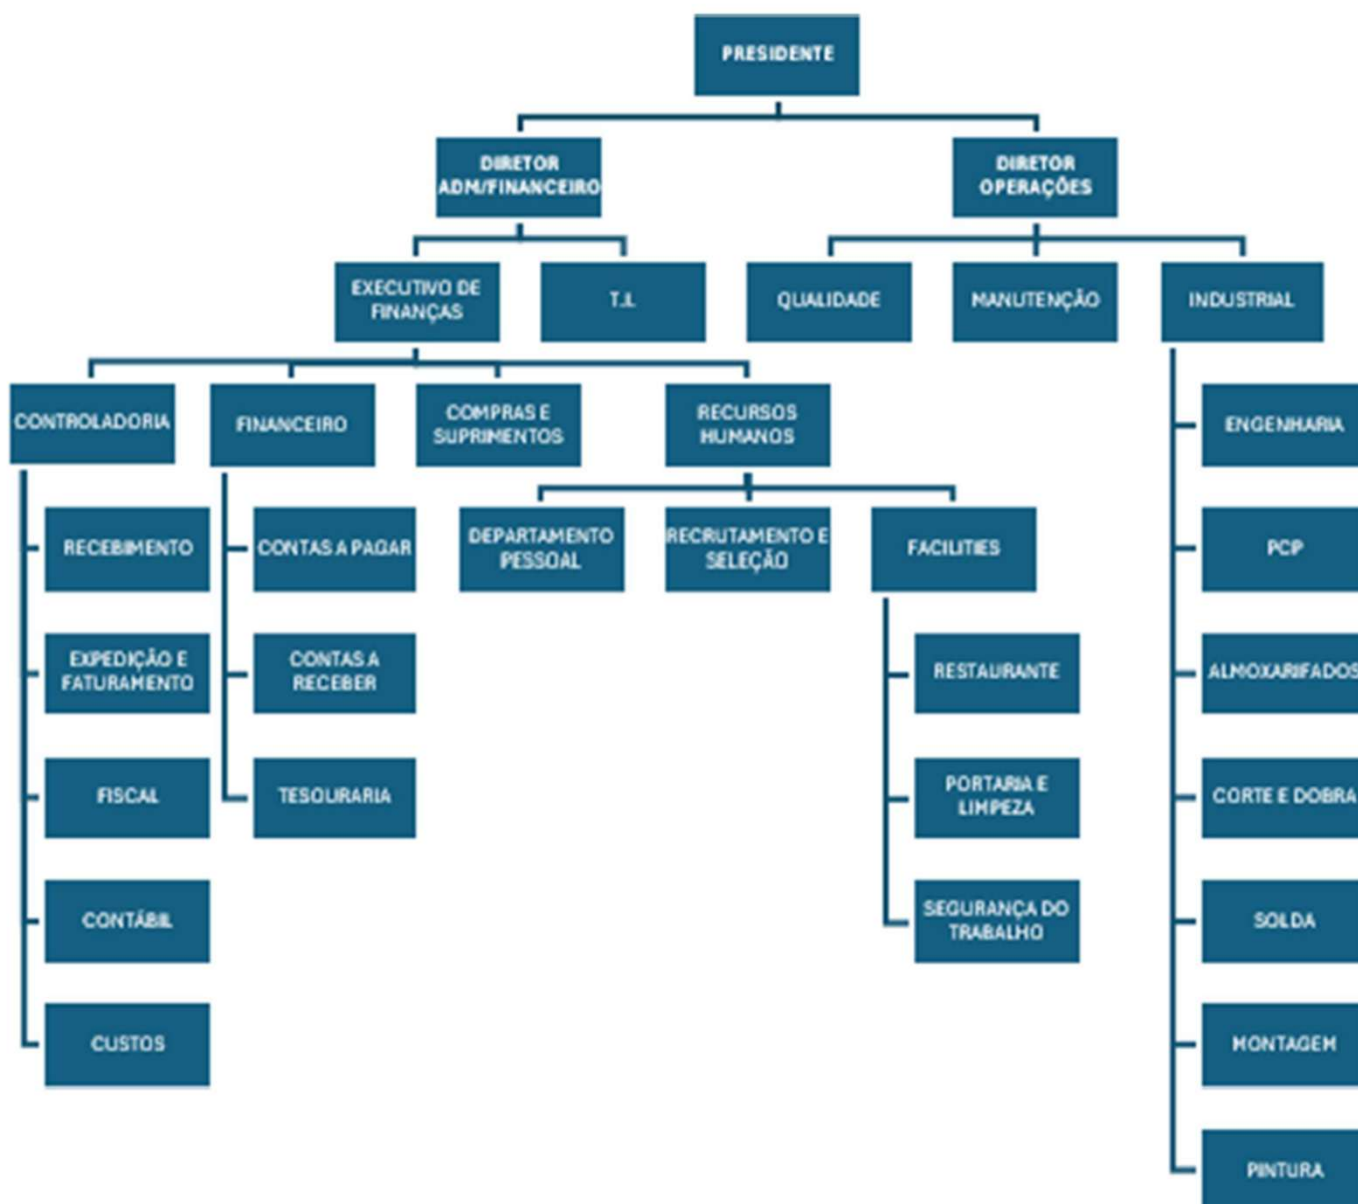 PRESIDENTE
DIRETOR
ADM/FINANCEIRO
DIRETOR
OPERAÇÕES
EXECUTIVO DE
FINANÇAS
T.I.
QUALIDADE
MANUTENÇÃO
INDUSTRIAL
CONTROLADORIA
FINANCEIRO
COMPRAS E
SUPRIMENTOS
RECURSOS
HUMANOS
ENGENHARIA
RECEBIMENTO
CONTAS A PAGAR
DEPARTAMENTO
PESSOAL
RECRUTAMENTO E
SELEÇÃO
FACILITIES
PCP
EXPEDIÇÃO E
FATURAMENTO
CONTAS A
RECEBER
RESTAURANTE
ALMOXARIFADOS
FISCAL
TESOURARIA
PORTARIA E
LIMPEZA
CORTE E DOBRA
CONTÁBIL
SEGURANÇA DO
TRABALHO
SOLDA
CUSTOS
MONTAGEM
PINTURA